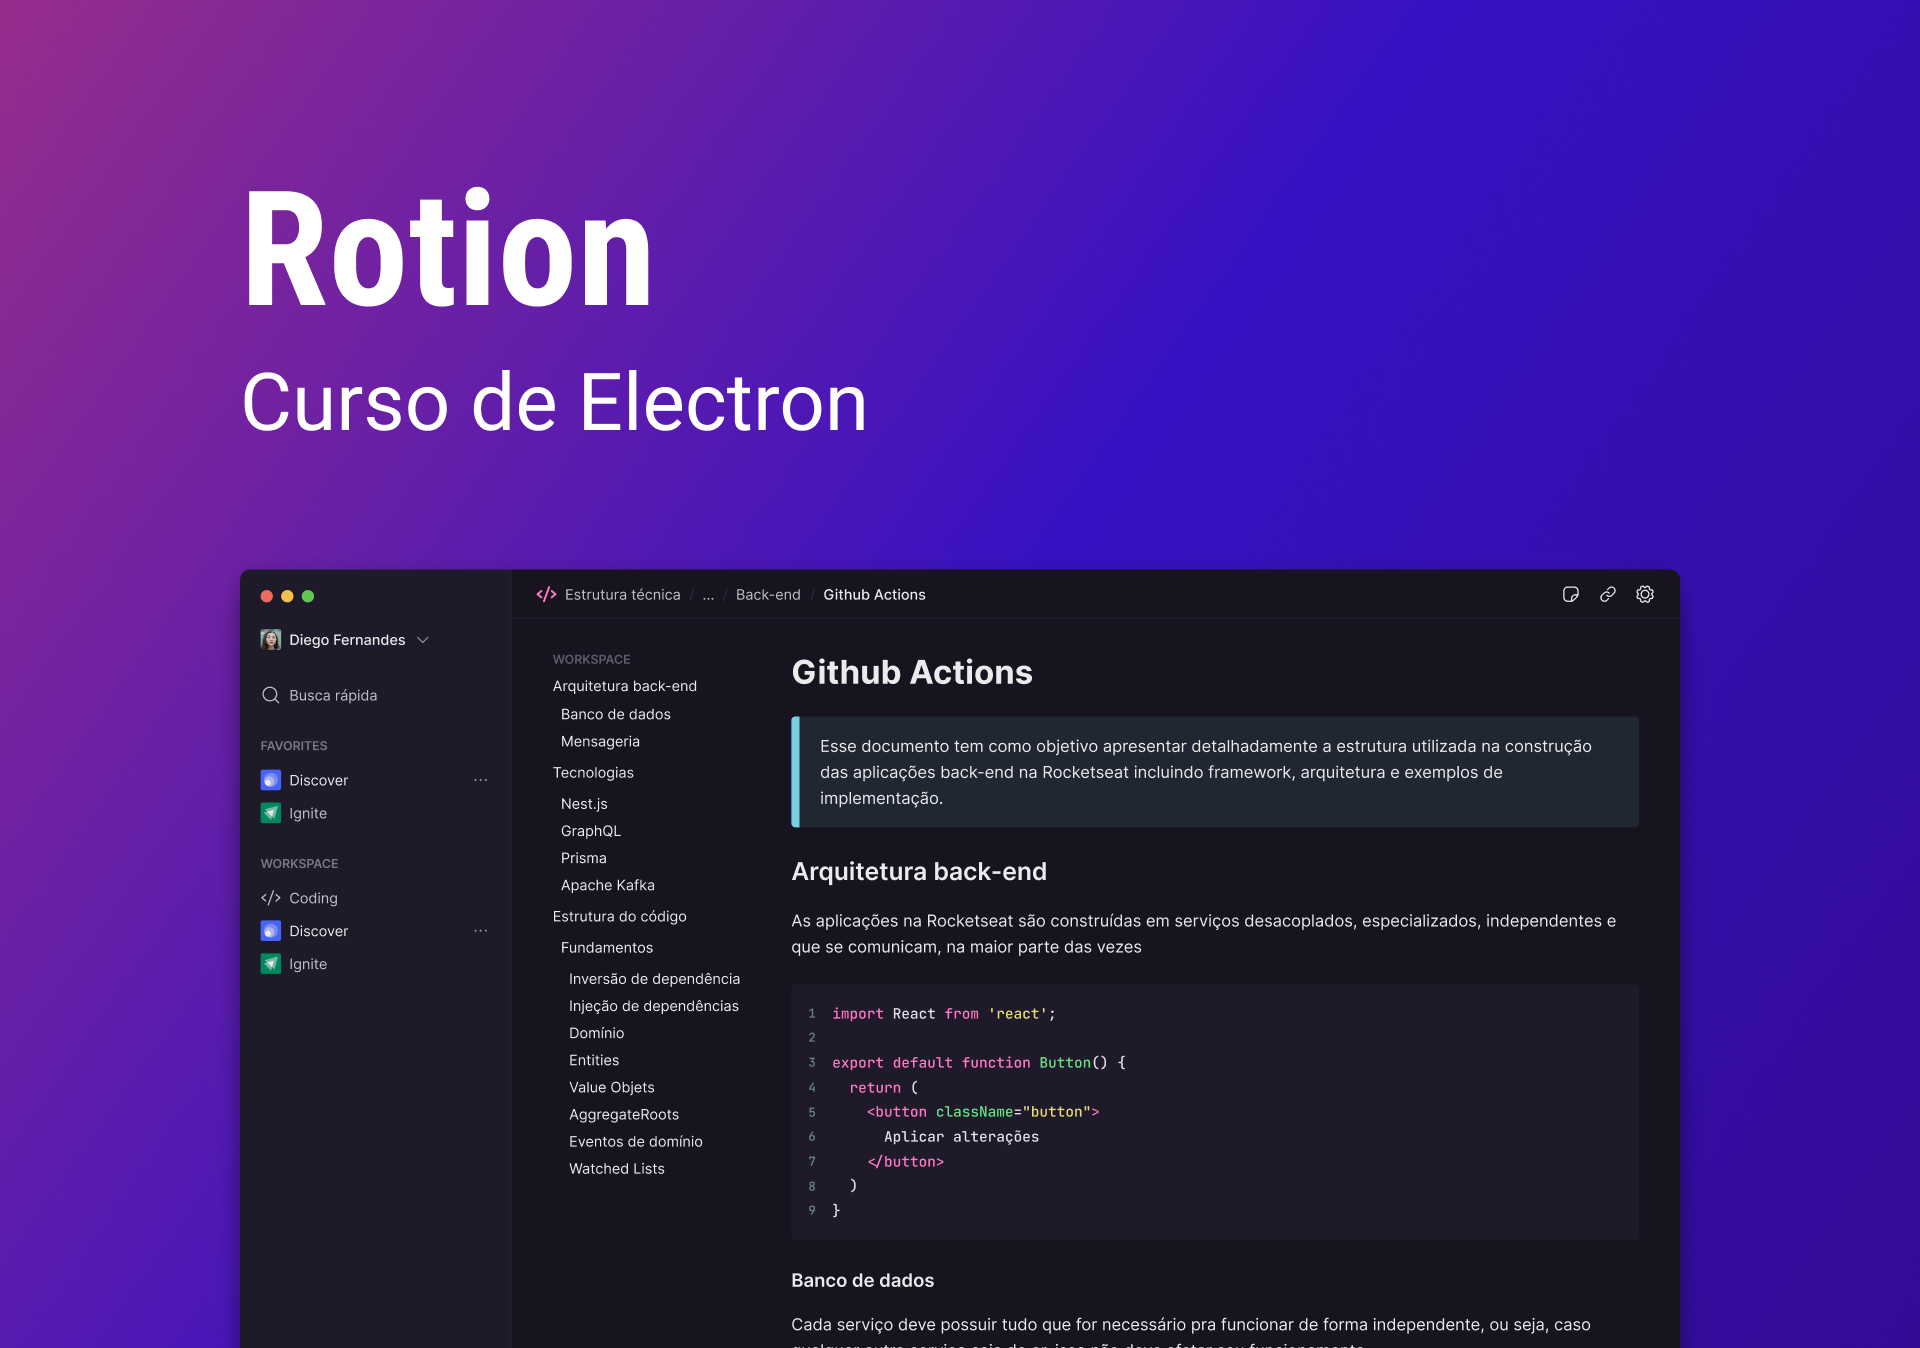 Rotion
Curso de Electron
Diego Fernandes
Busca rápida
FAVORITES
Discover
Ignite
WORKSPACE
Coding
Discover
Ignite
</> Estrutura técnica / ... / Back-end / Github Actions
WORKSPACE
Arquitetura back-end
Banco de dados
Mensageria
Tecnologias
Nest.js
GraphQL
Prisma
Apache Kafka
Estrutura do código
Fundamentos
Inversão de dependência
Injeção de dependências
Domínio
Entities
Value Objets
AggregateRoots
Eventos de domínio
Watched Lists
Github Actions
Esse documento tem como objetivo apresentar detalhadamente a estrutura utilizada na construção
das aplicações back-end na Rocketseat incluindo framework, arquitetura e exemplos de
implementação.
Arquitetura back-end
As aplicações na Rocketseat são construídas em serviços desacoplados, especializados, independentes e
que se comunicam, na maior parte das vezes
1 import React from 'react';
2
3 export default function Button() {
4 return (
5 <button className="button">
6 Aplicar alterações
7 </button>
8 )
9 }
Banco de dados
Cada serviço deve possuir tudo que for necessário pra funcionar de forma independente, ou seja, caso